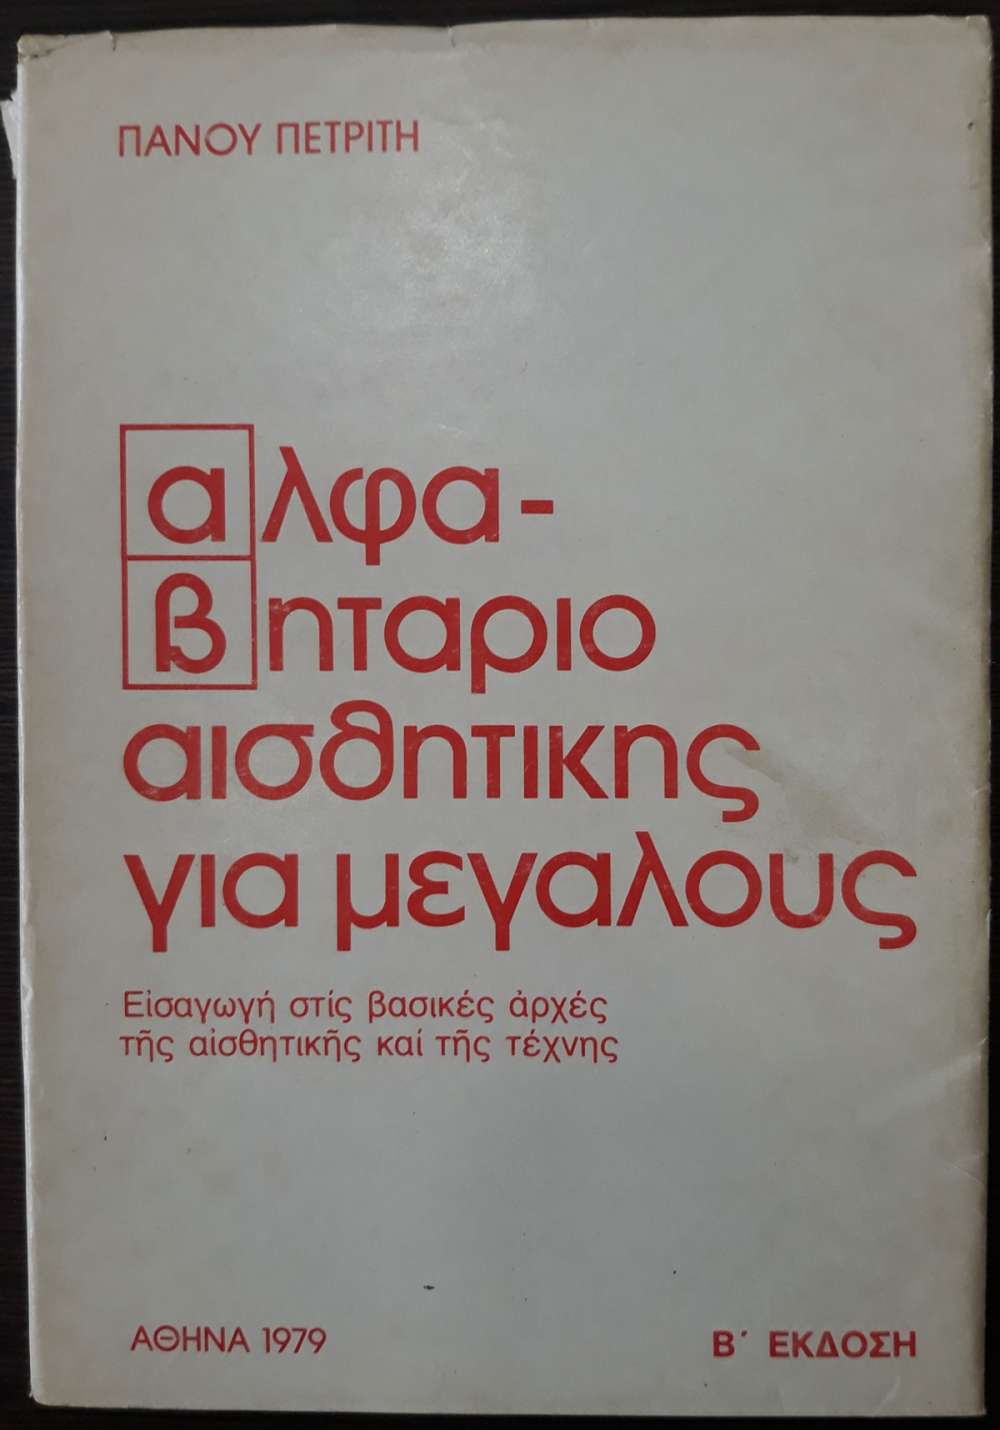 ΠΑΝΟΥ ΠΕΤΡΙΤΗ
αλφα-
βηταριο
αισθητικης
για μεγαλους
Εἰσαγωγή στίς βασικές ἀρχές
τῆς αἰσθητικῆς καί τῆς τέχνης
ΑΘΗΝΑ 1979
Β΄ ΕΚΔΟΣΗ